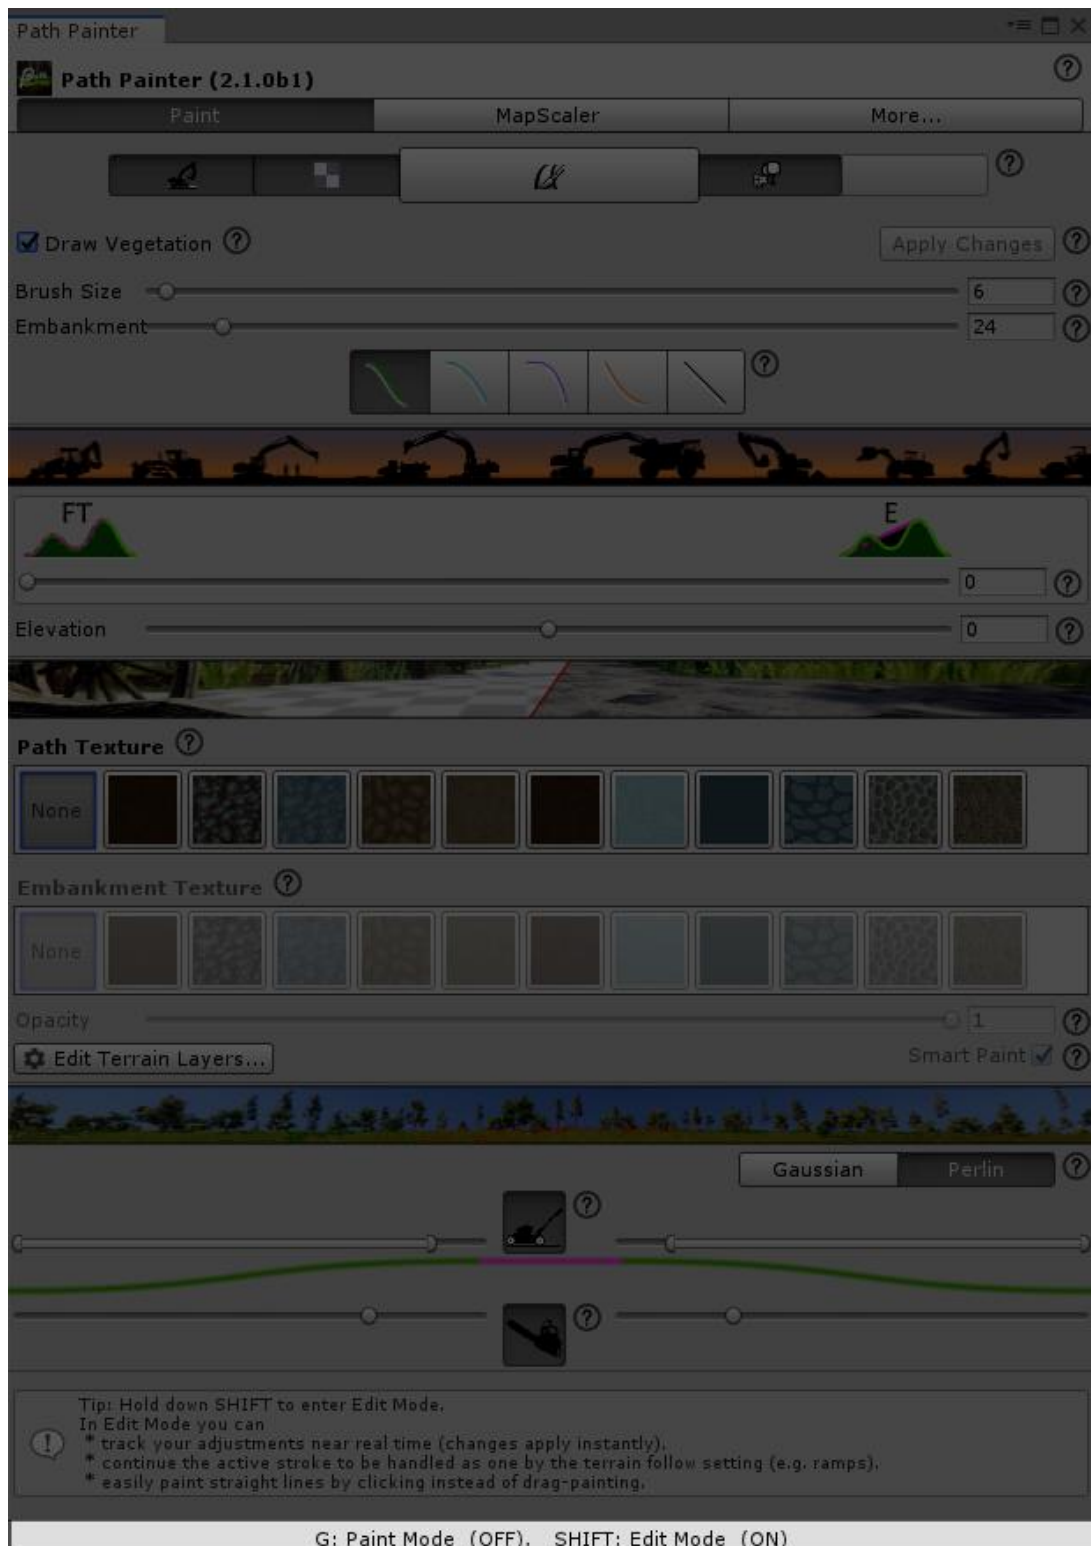 Path Painter
Path Painter (2.1.0b1)
Paint MapScaler More...
Draw Vegetation Apply Changes
Brush Size 6
Embankment 24
FT E
0
Elevation 0
Path Texture
None
Embankment Texture
None
Opacity 1
Edit Terrain Layers... Smart Paint
Gaussian Perlin
Tip: Hold down SHIFT to enter Edit Mode.
In Edit Mode you can
* track your adjustments near real time (changes apply instantly).
* continue the active stroke to be handled as one by the terrain follow setting (e.g. ramps).
* easily paint straight lines by clicking instead of drag-painting.
G: Paint Mode (OFF). SHIFT: Edit Mode (ON)